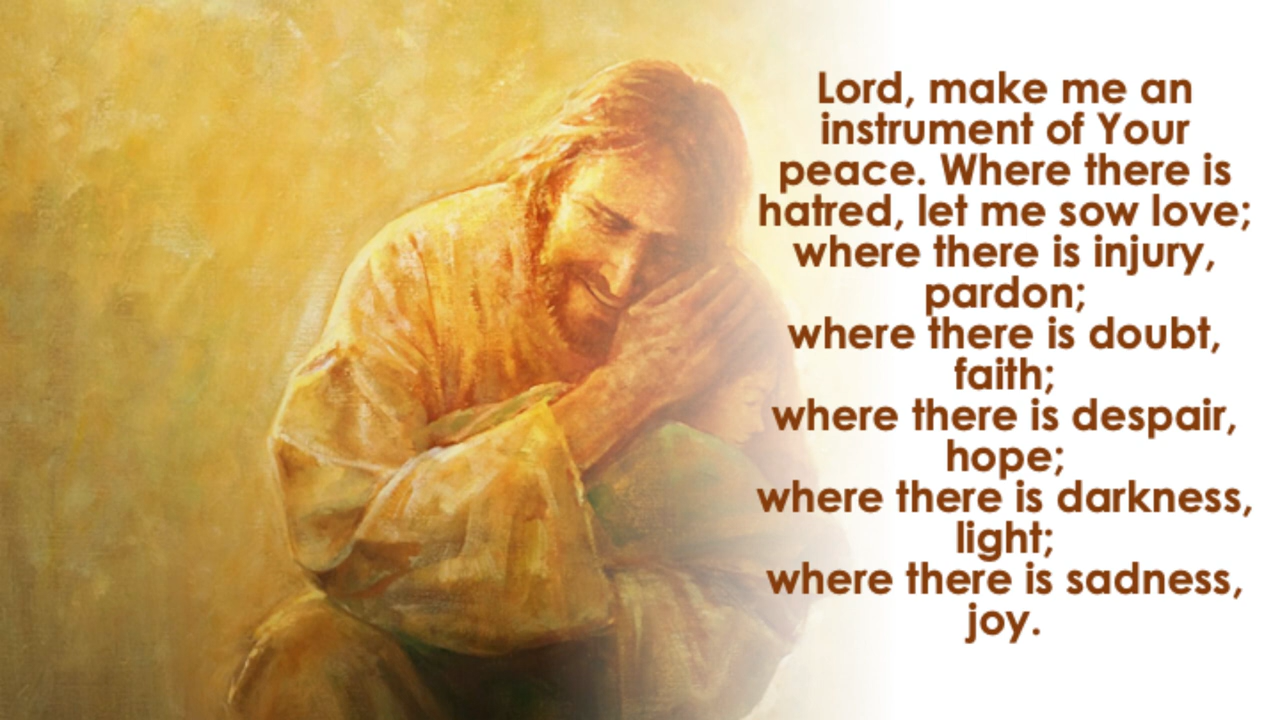 Lord, make me an
instrument of Your
peace. Where there is
hatred, let me sow love;
where there is injury,
pardon;
where there is doubt,
faith;
where there is despair,
hope;
where there is darkness,
light;
where there is sadness,
joy.